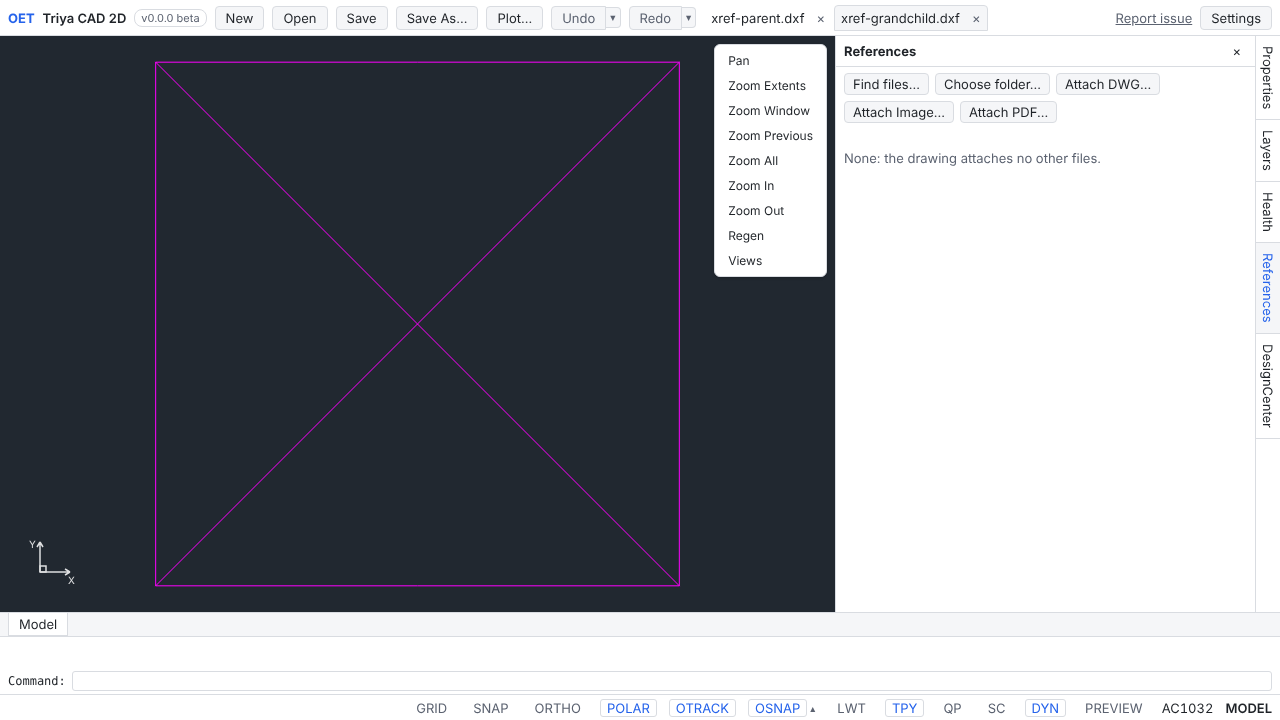 OET Triya CAD 2D v0.0.0 beta New Open Save Save As... Plot... Undo ▾ Redo ▾ xref-parent.dxf × xref-grandchild.dxf × Report issue Settings
Pan
Zoom Extents
Zoom Window
Zoom Previous
Zoom All
Zoom In
Zoom Out
Regen
Views
Y
X
References ×
Find files... Choose folder... Attach DWG...
Attach Image... Attach PDF...
None: the drawing attaches no other files.
Properties
Layers
Health
References
DesignCenter
Model
Command:
GRID SNAP ORTHO POLAR OTRACK OSNAP ▴ LWT TPY QP SC DYN PREVIEW AC1032 MODEL